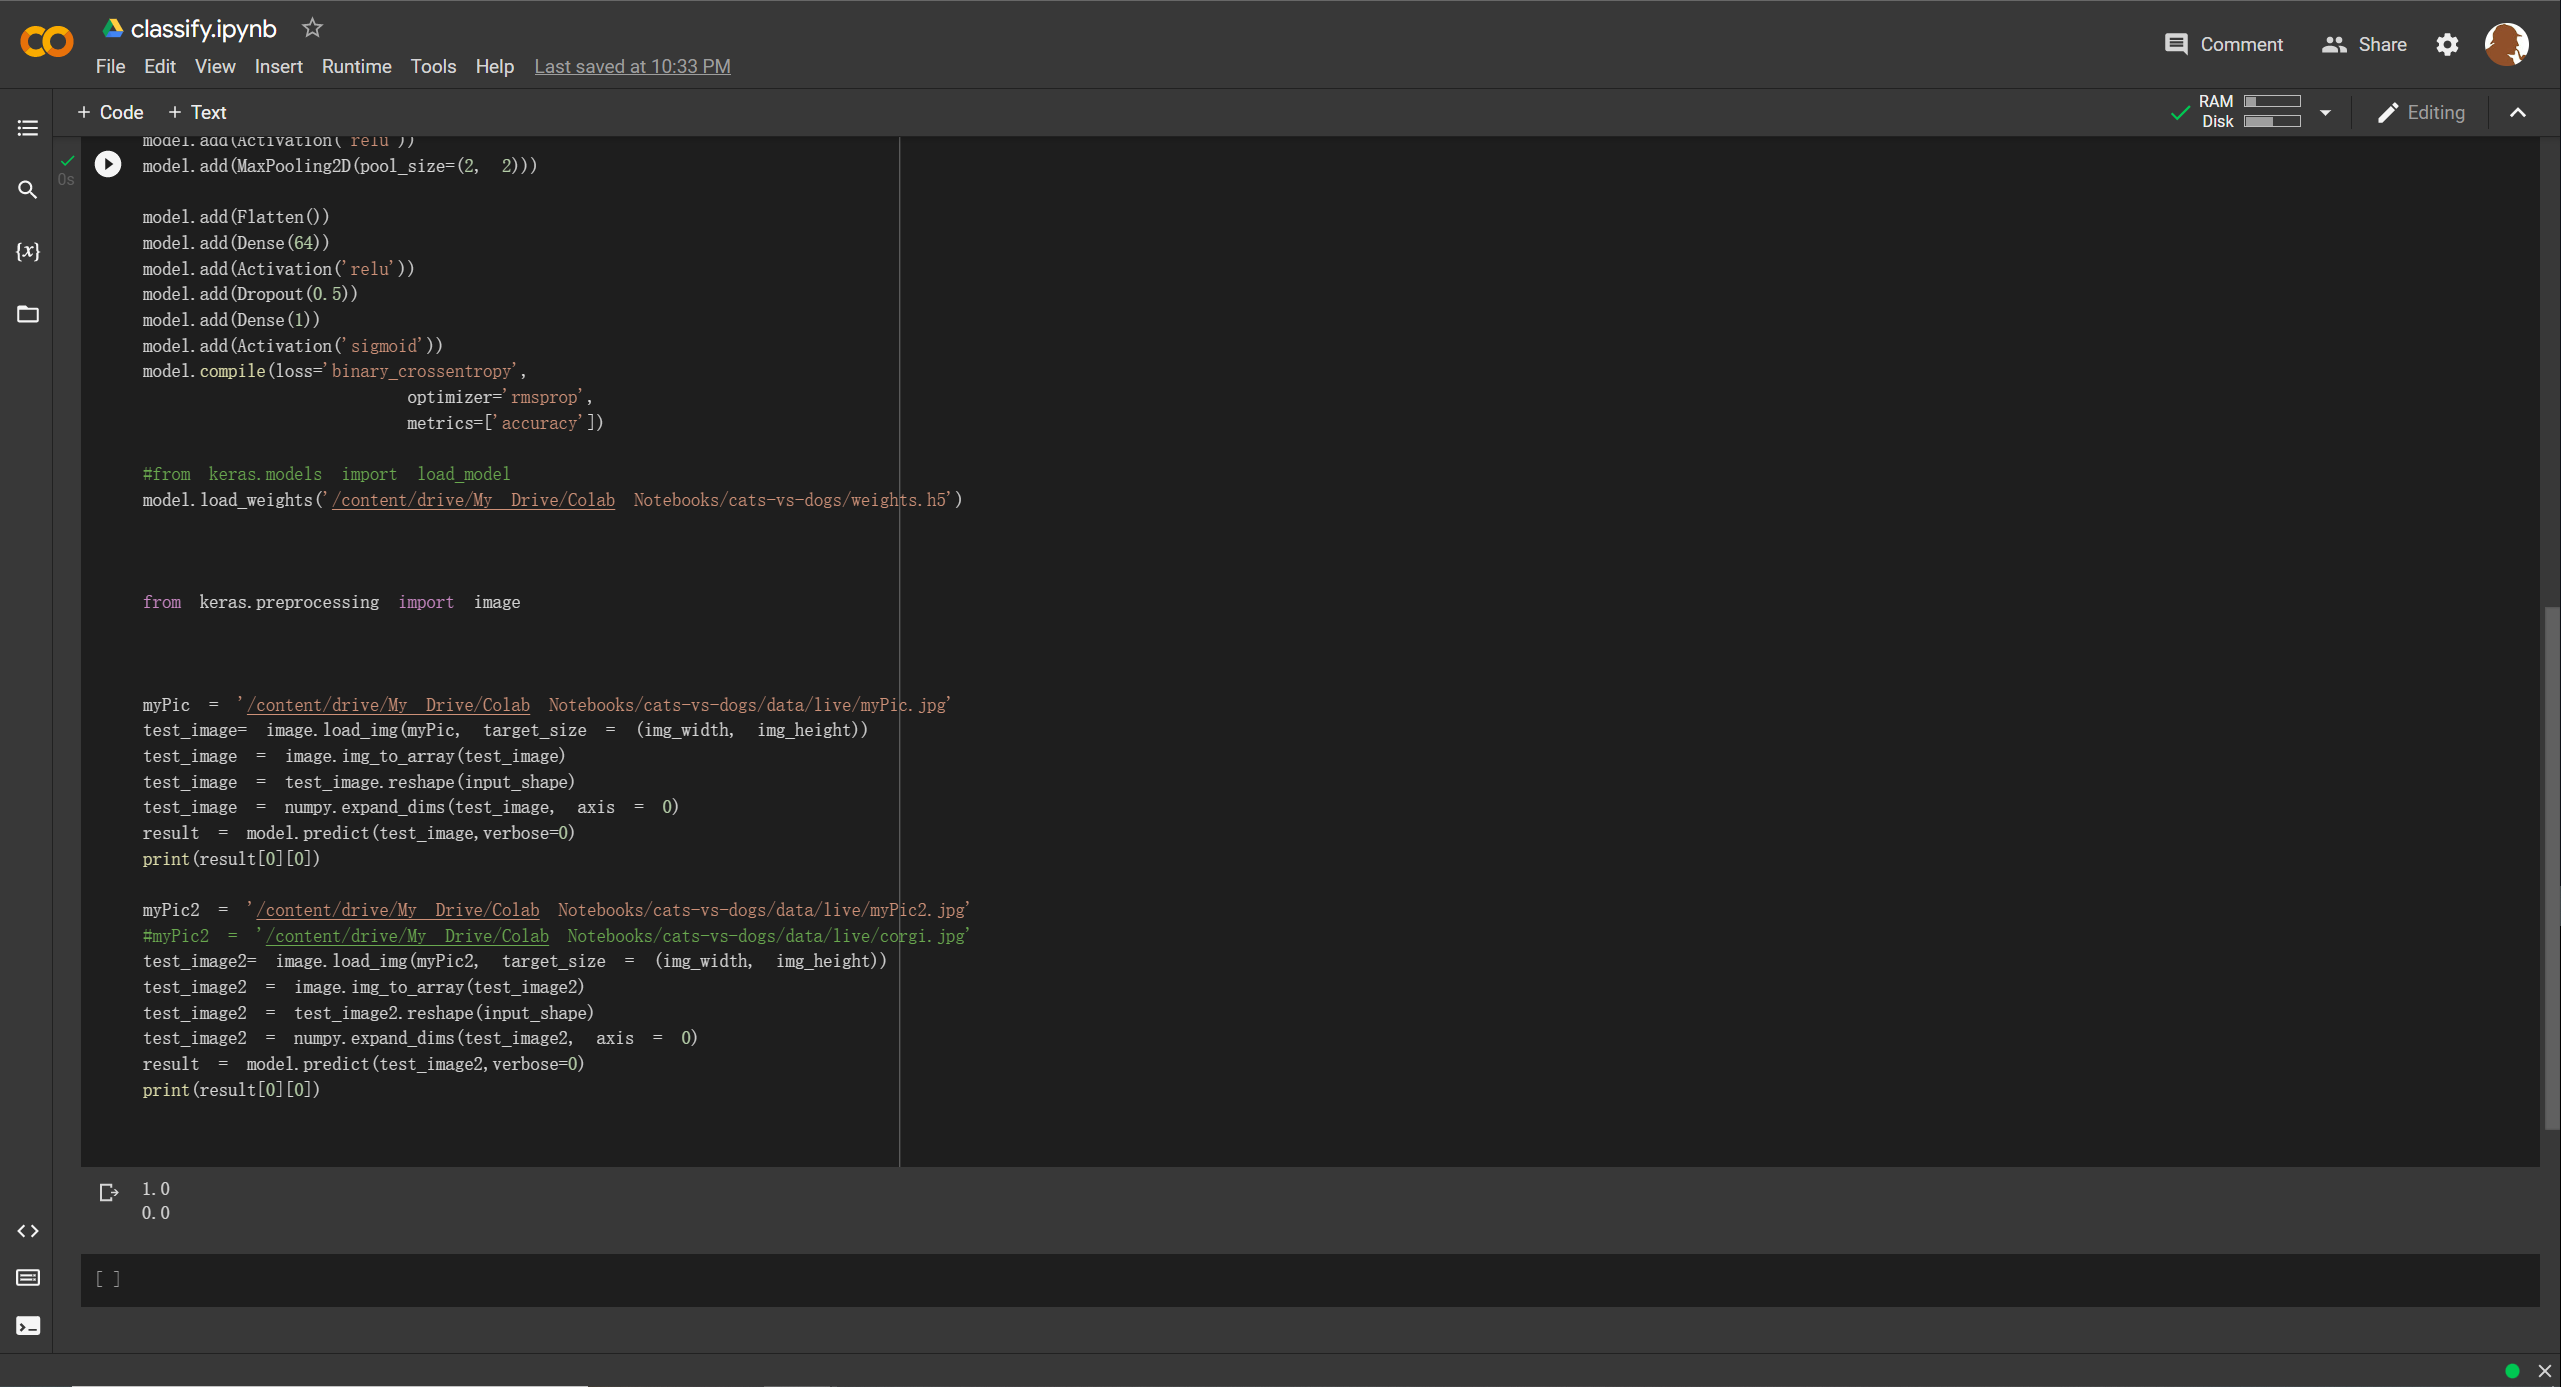 classify.ipynb
File Edit View Insert Runtime Tools Help Last saved at 10:33 PM
Comment Share
+ Code + Text
RAM
Disk
Editing
model.add(Activation('relu'))
0s
model.add(MaxPooling2D(pool_size=(2, 2)))
model.add(Flatten())
model.add(Dense(64))
model.add(Activation('relu'))
model.add(Dropout(0.5))
model.add(Dense(1))
model.add(Activation('sigmoid'))
model.compile(loss='binary_crossentropy',
optimizer='rmsprop',
metrics=['accuracy'])
#from keras.models import load_model
model.load_weights('/content/drive/My Drive/Colab Notebooks/cats-vs-dogs/weights.h5')
from keras.preprocessing import image
myPic = '/content/drive/My Drive/Colab Notebooks/cats-vs-dogs/data/live/myPic.jpg'
test_image= image.load_img(myPic, target_size = (img_width, img_height))
test_image = image.img_to_array(test_image)
test_image = test_image.reshape(input_shape)
test_image = numpy.expand_dims(test_image, axis = 0)
result = model.predict(test_image,verbose=0)
print(result[0][0])
myPic2 = '/content/drive/My Drive/Colab Notebooks/cats-vs-dogs/data/live/myPic2.jpg'
#myPic2 = '/content/drive/My Drive/Colab Notebooks/cats-vs-dogs/data/live/corgi.jpg'
test_image2= image.load_img(myPic2, target_size = (img_width, img_height))
test_image2 = image.img_to_array(test_image2)
test_image2 = test_image2.reshape(input_shape)
test_image2 = numpy.expand_dims(test_image2, axis = 0)
result = model.predict(test_image2,verbose=0)
print(result[0][0])
1.0
0.0
[ ]